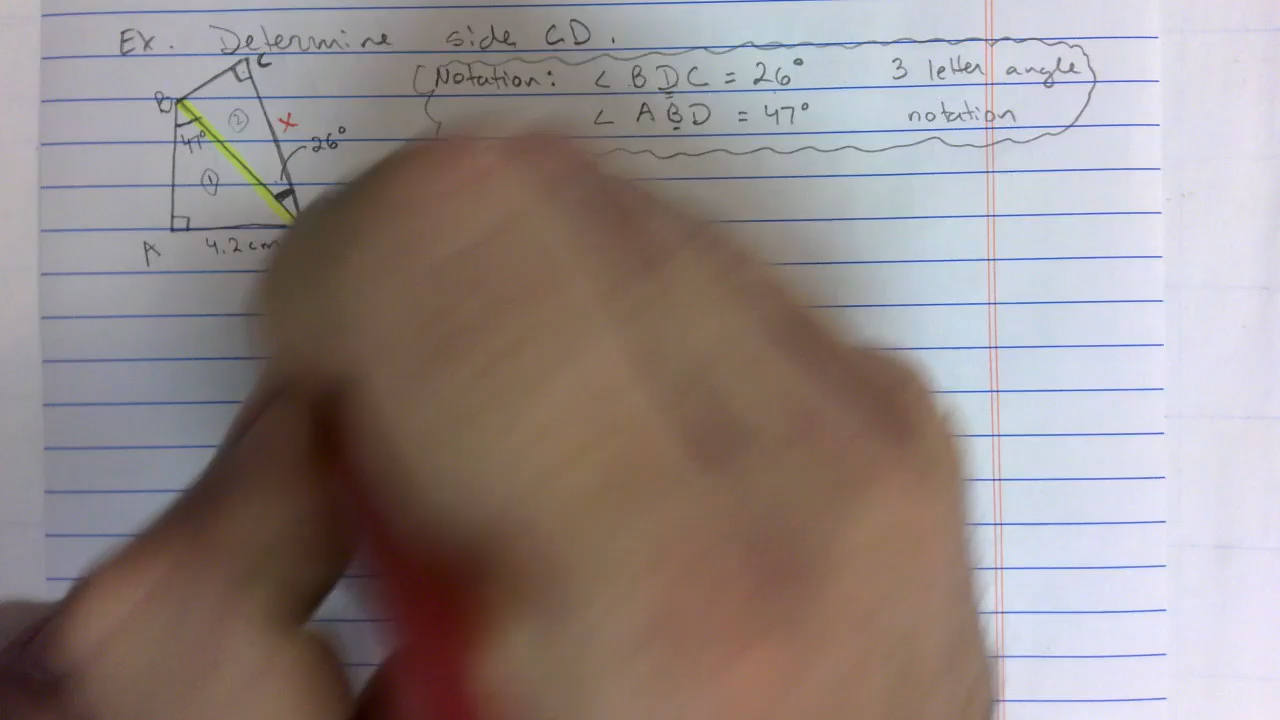 Ex. Determine side CD.
(Notation: ∠ BDC = 26° 3 letter angle
∠ ABD = 47° notation
C
B
②
x
47°
26°
①
A
4.2 cm